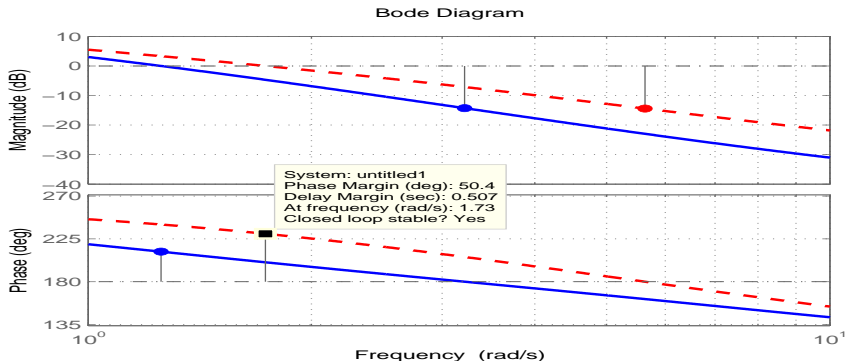 Bode Diagram
Magnitude (dB)
10
0
-10
-20
-30
-40
System: untitled1
Phase Margin (deg): 50.4
Delay Margin (sec): 0.507
At frequency (rad/s): 1.73
Closed loop stable? Yes
Phase (deg)
270
225
180
135
10^0
10^1
Frequency (rad/s)